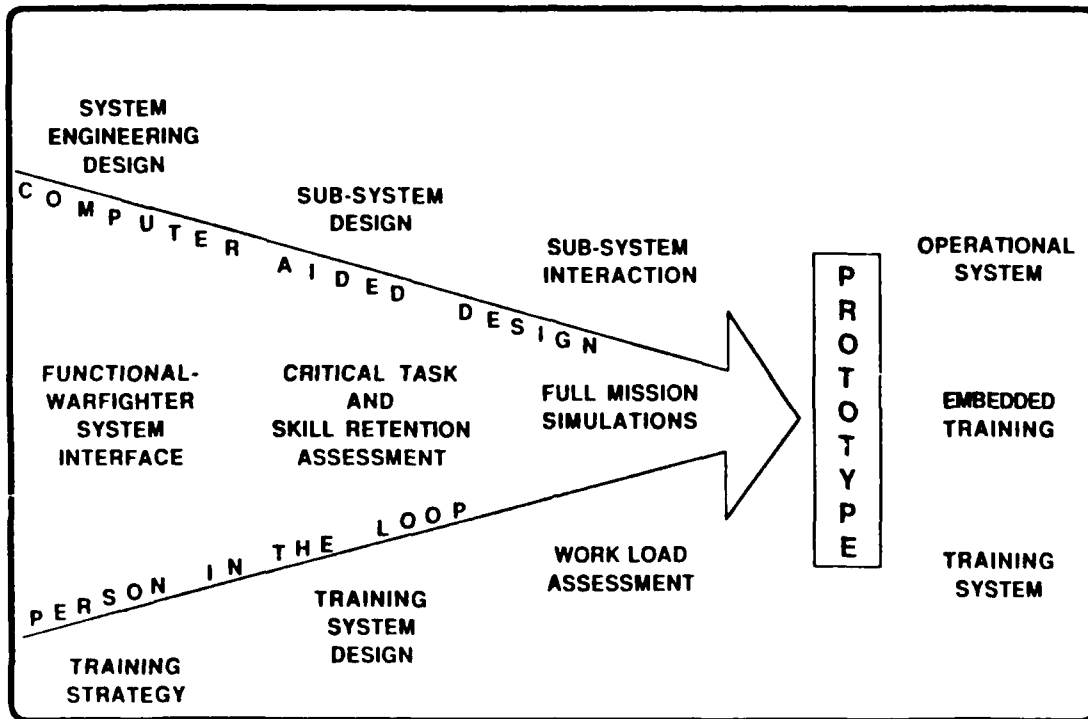 SYSTEM
ENGINEERING
DESIGN
COMPUTER AIDED DESIGN
SUB-SYSTEM
DESIGN
SUB-SYSTEM
INTERACTION
FUNCTIONAL-
WARFIGHTER
SYSTEM
INTERFACE
CRITICAL TASK
AND
SKILL RETENTION
ASSESSMENT
FULL MISSION
SIMULATIONS
PERSON IN THE LOOP
TRAINING
STRATEGY
TRAINING
SYSTEM
DESIGN
WORK LOAD
ASSESSMENT
PROTOTYPE
OPERATIONAL
SYSTEM
EMBEDDED
TRAINING
TRAINING
SYSTEM